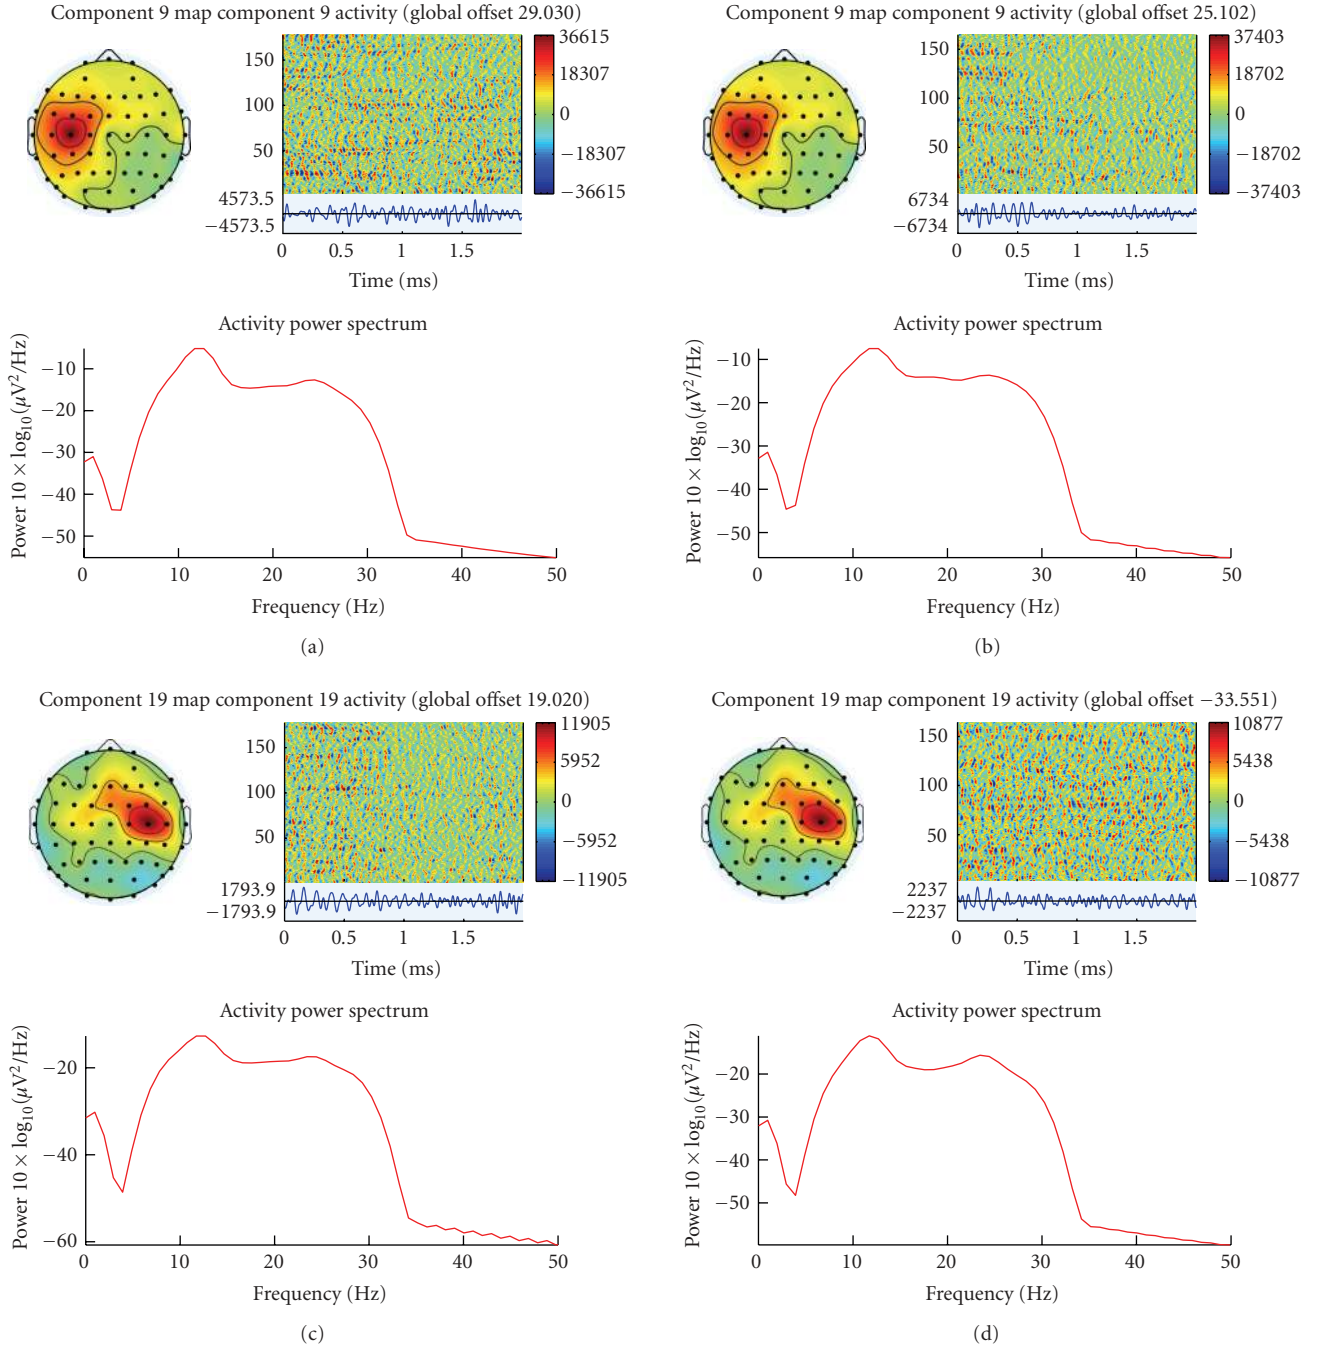 Component 9 map component 9 activity (global offset 29.030)
36615
18307
0
−18307
−36615
150
100
50
4573.5
−4573.5
0 0.5 1 1.5
Time (ms)
Activity power spectrum
Power 10 × log10(μV2/Hz)
−10
−20
−30
−40
−50
0 10 20 30 40 50
Frequency (Hz)
(a)
Component 9 map component 9 activity (global offset 25.102)
37403
18702
0
−18702
−37403
150
100
50
6734
−6734
0 0.5 1 1.5
Time (ms)
Activity power spectrum
Power 10 × log10(μV2/Hz)
−10
−20
−30
−40
−50
0 10 20 30 40 50
Frequency (Hz)
(b)
Component 19 map component 19 activity (global offset 19.020)
11905
5952
0
−5952
−11905
150
100
50
1793.9
−1793.9
0 0.5 1 1.5
Time (ms)
Activity power spectrum
Power 10 × log10(μV2/Hz)
−20
−40
−60
0 10 20 30 40 50
Frequency (Hz)
(c)
Component 19 map component 19 activity (global offset −33.551)
10877
5438
0
−5438
−10877
150
100
50
2237
−2237
0 0.5 1 1.5
Time (ms)
Activity power spectrum
Power 10 × log10(μV2/Hz)
−20
−30
−40
−50
0 10 20 30 40 50
Frequency (Hz)
(d)